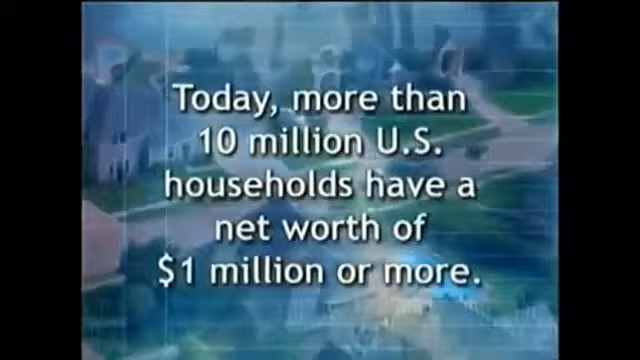 Today, more than
10 million U.S.
households have a
net worth of
$1 million or more.